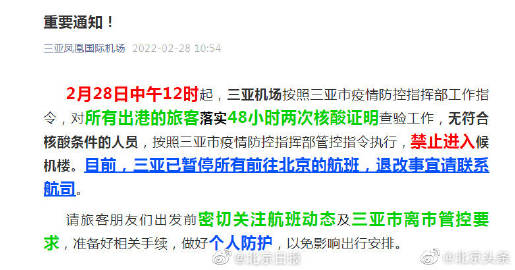 重要通知！
三亚凤凰国际机场 2022-02-28 10:54
2月28日中午12时起，三亚机场按照三亚市疫情防控指挥部工作指
令，对所有出港的旅客落实48小时两次核酸证明查验工作，无符合
核酸条件的人员，按照三亚市疫情防控指挥部管控指令执行，禁止进入候
机楼。目前，三亚已暂停所有前往北京的航班，退改事宜请联系
航司。
请旅客朋友们出发前密切关注航班动态及三亚市离市管控要
求，准备好相关手续，做好个人防护，以免影响出行安排。
@北京日报 @北京头条